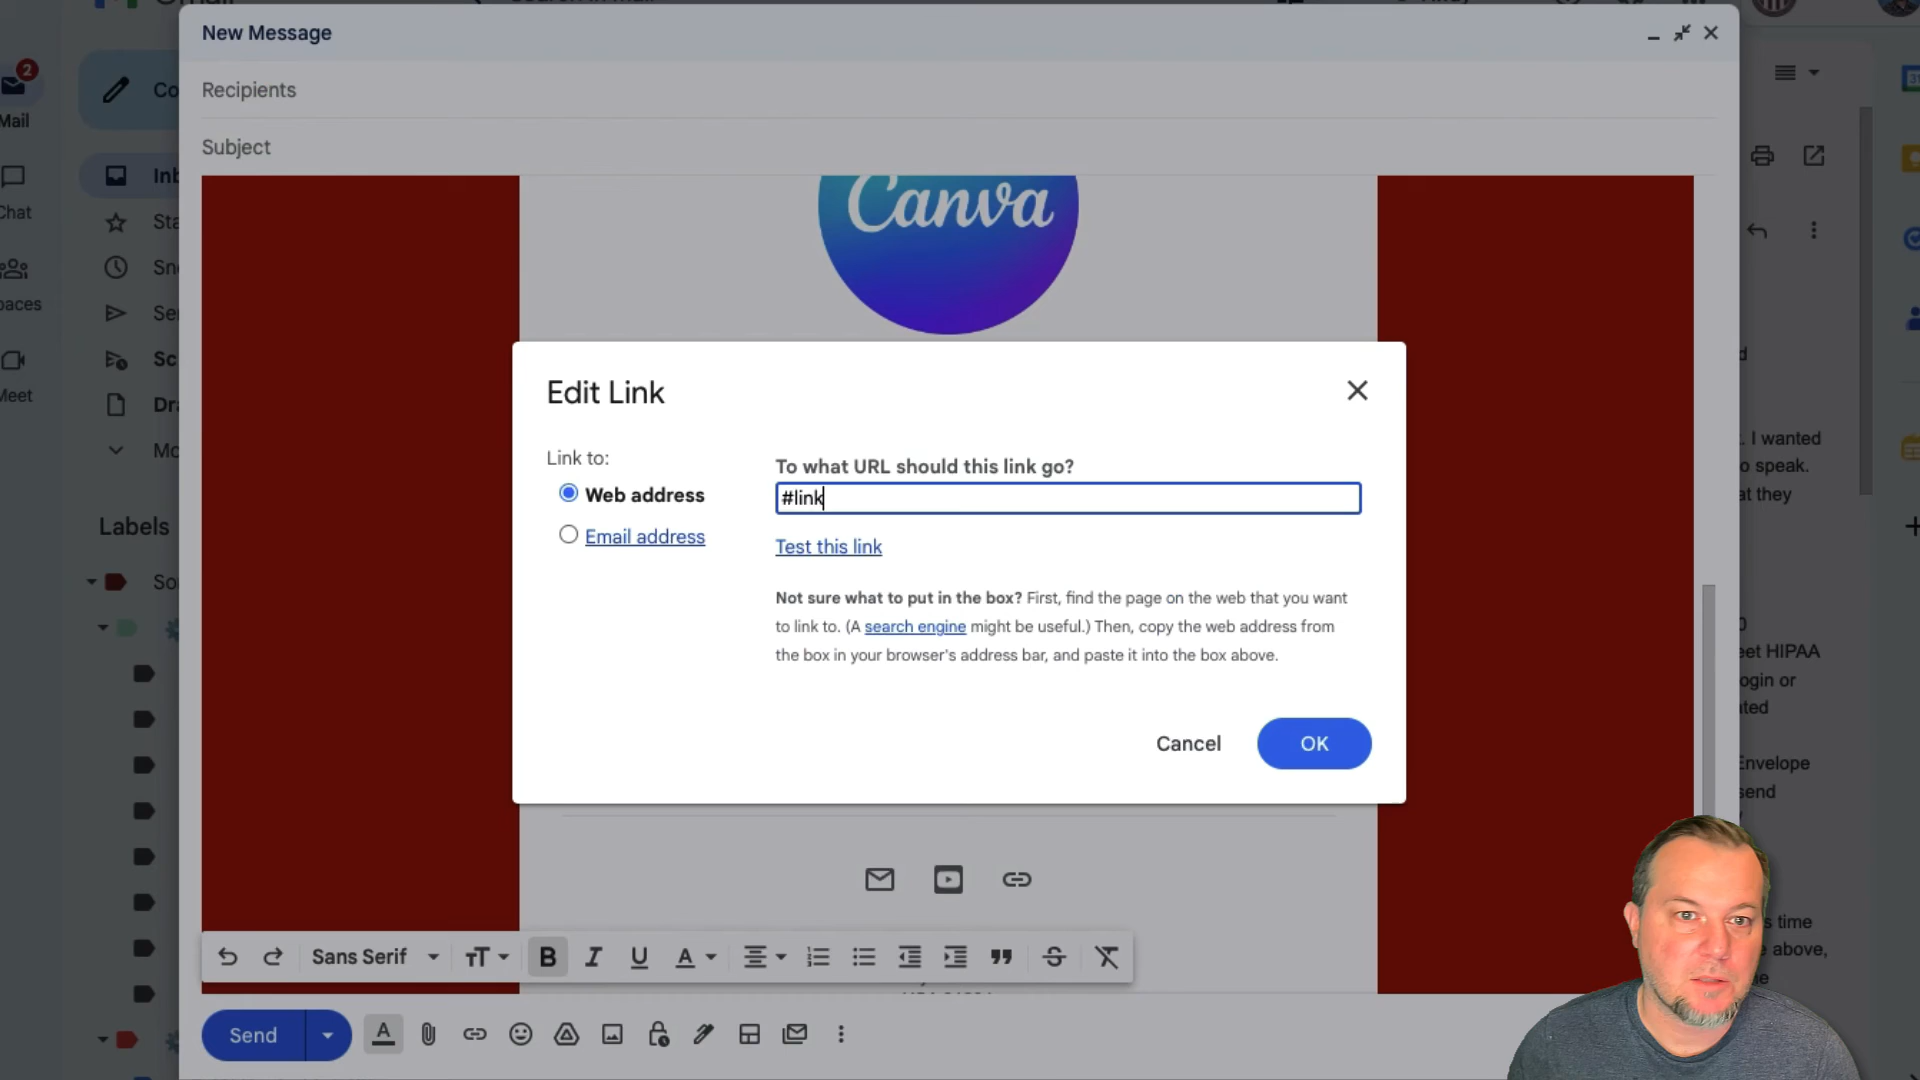 New Message
2
Mail
Recipients
Subject
Chat
Canva
Meet
Edit Link
Link to:
Web address
Email address
To what URL should this link go?
#link
Test this link
Not sure what to put in the box? First, find the page on the web that you want
to link to. (A search engine might be useful.) Then, copy the web address from
the box in your browser's address bar, and paste it into the box above.
Cancel
OK
Labels
. I wanted
o speak.
at they
eet HIPAA
ogin or
ated
Envelope
send
s time
e above,
Sans Serif
B
I
U
A
Send